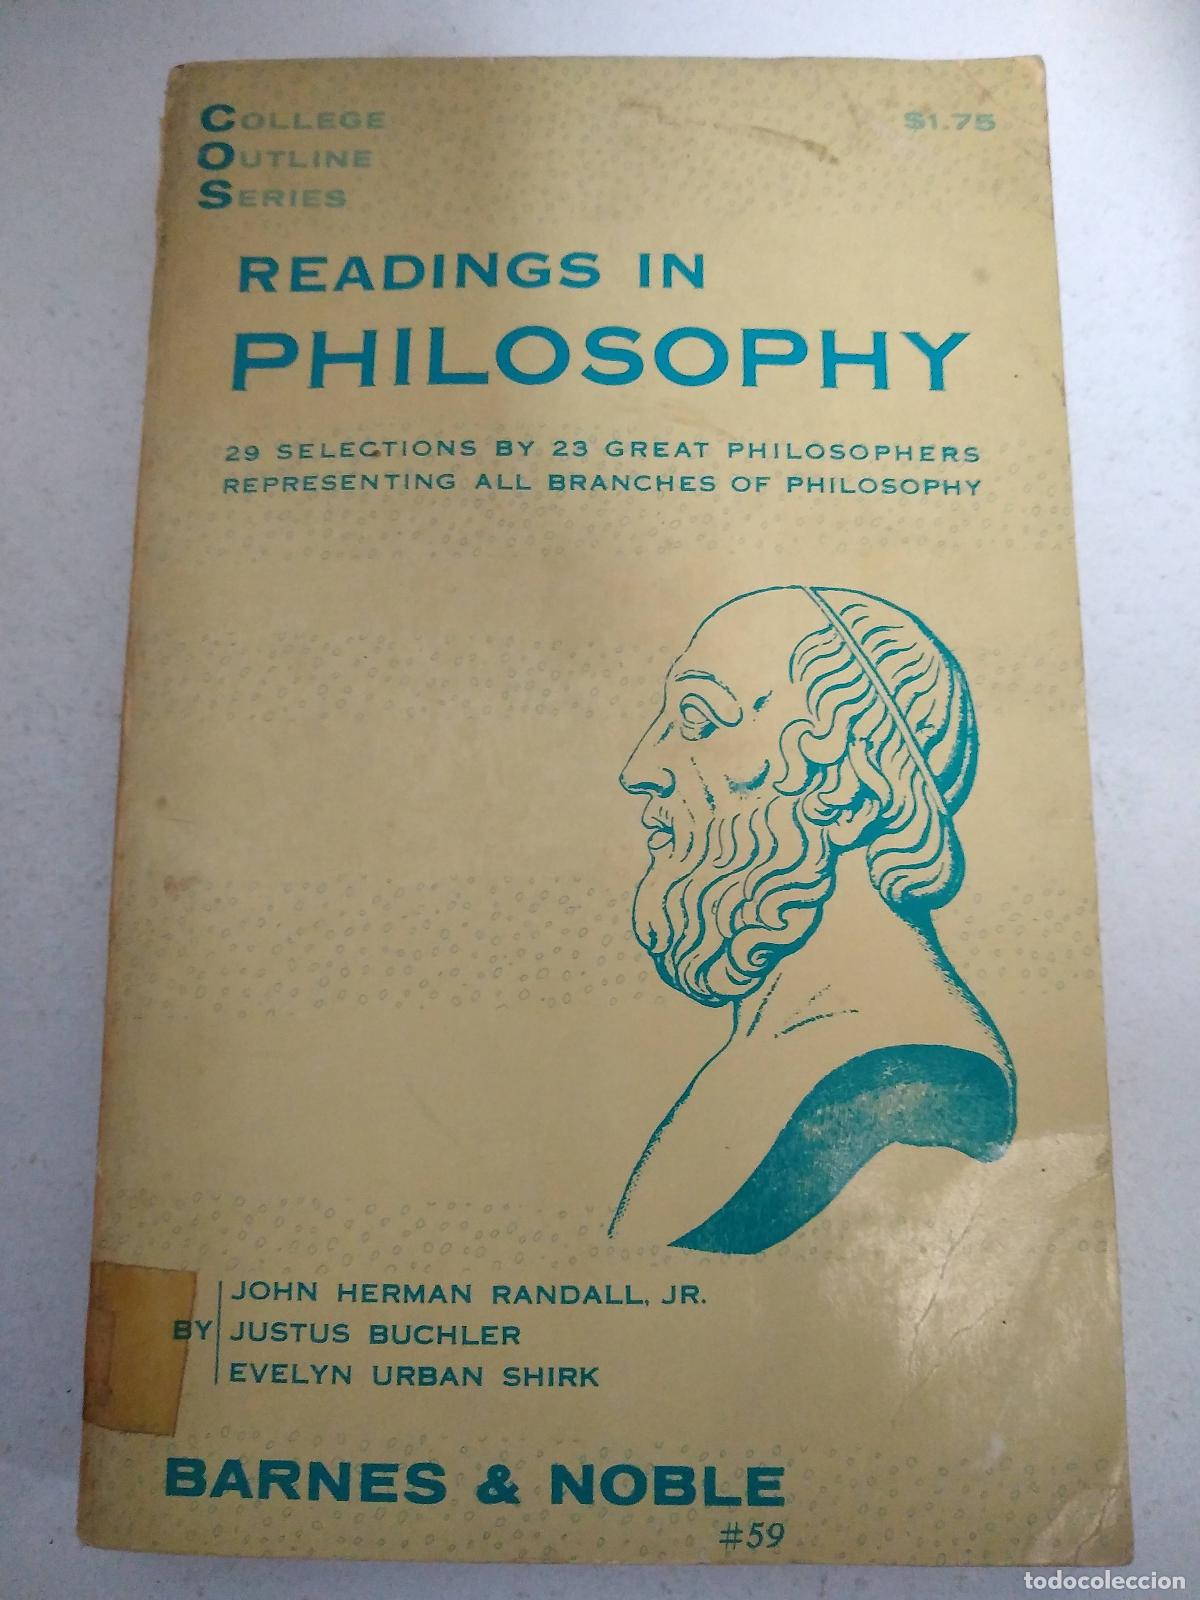 COLLEGE
OUTLINE
SERIES
$1.75
READINGS IN
PHILOSOPHY
29 SELECTIONS BY 23 GREAT PHILOSOPHERS
REPRESENTING ALL BRANCHES OF PHILOSOPHY
JOHN HERMAN RANDALL, JR.
BY JUSTUS BUCHLER
EVELYN URBAN SHIRK
BARNES & NOBLE
#59
todocoleccion